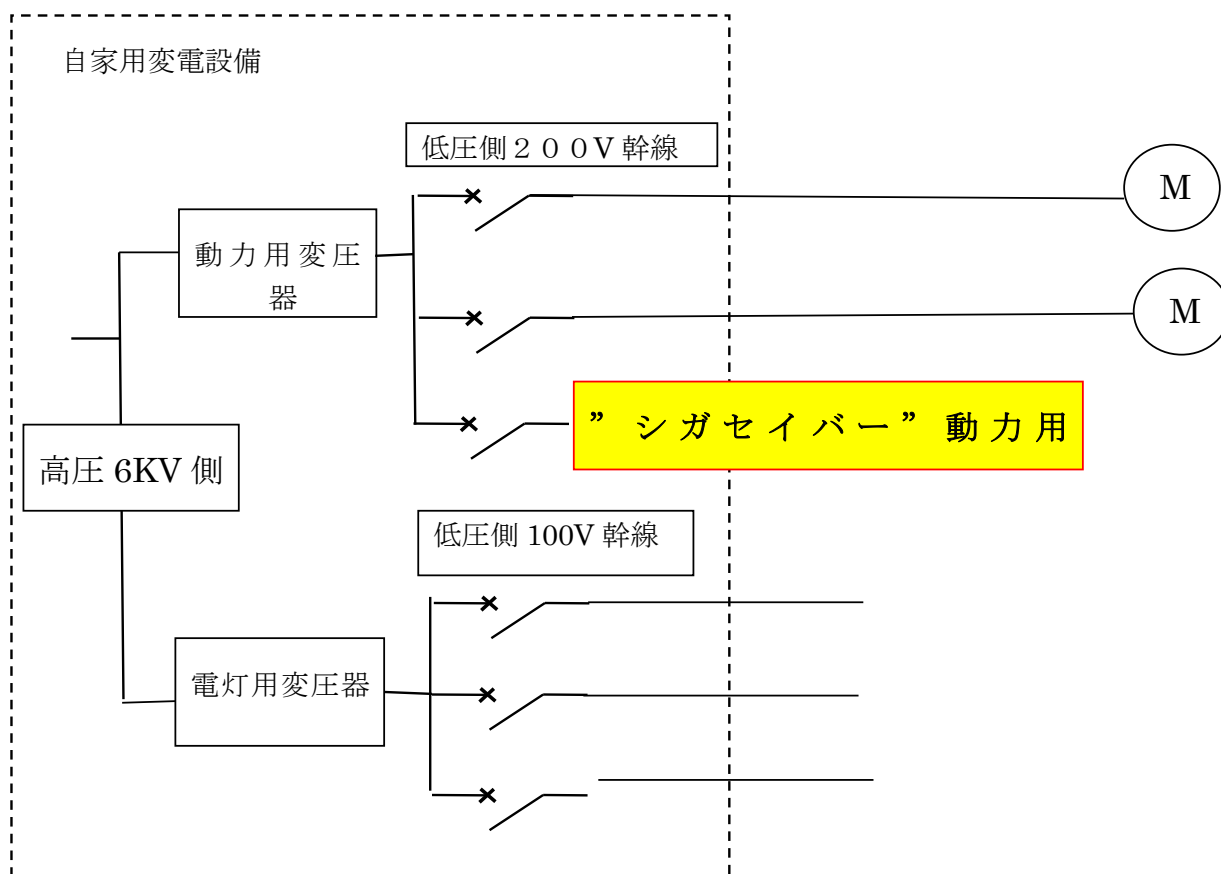 自家用変電設備
低圧側２００V 幹線
M
動力用変圧
器
M
”シガセイバー”動力用
高圧 6KV 側
低圧側 100V 幹線
電灯用変圧器